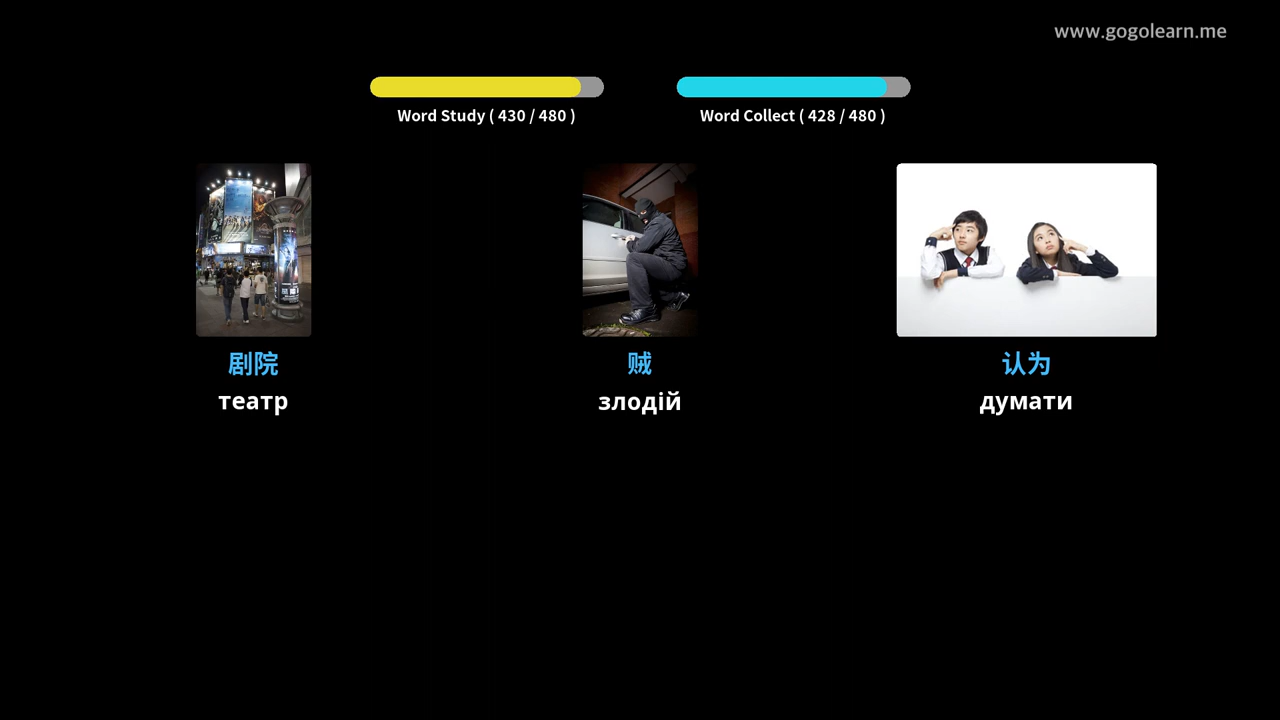 www.gogolearn.me
Word Study ( 430 / 480 )
Word Collect ( 428 / 480 )
剧院
театр
贼
злодій
认为
думати